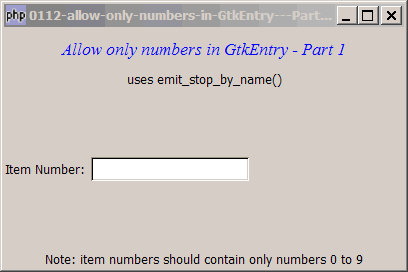 php 0112-allow-only-numbers-in-GtkEntry---Part...
Allow only numbers in GtkEntry - Part 1
uses emit_stop_by_name()
Item Number:
Note: item numbers should contain only numbers 0 to 9